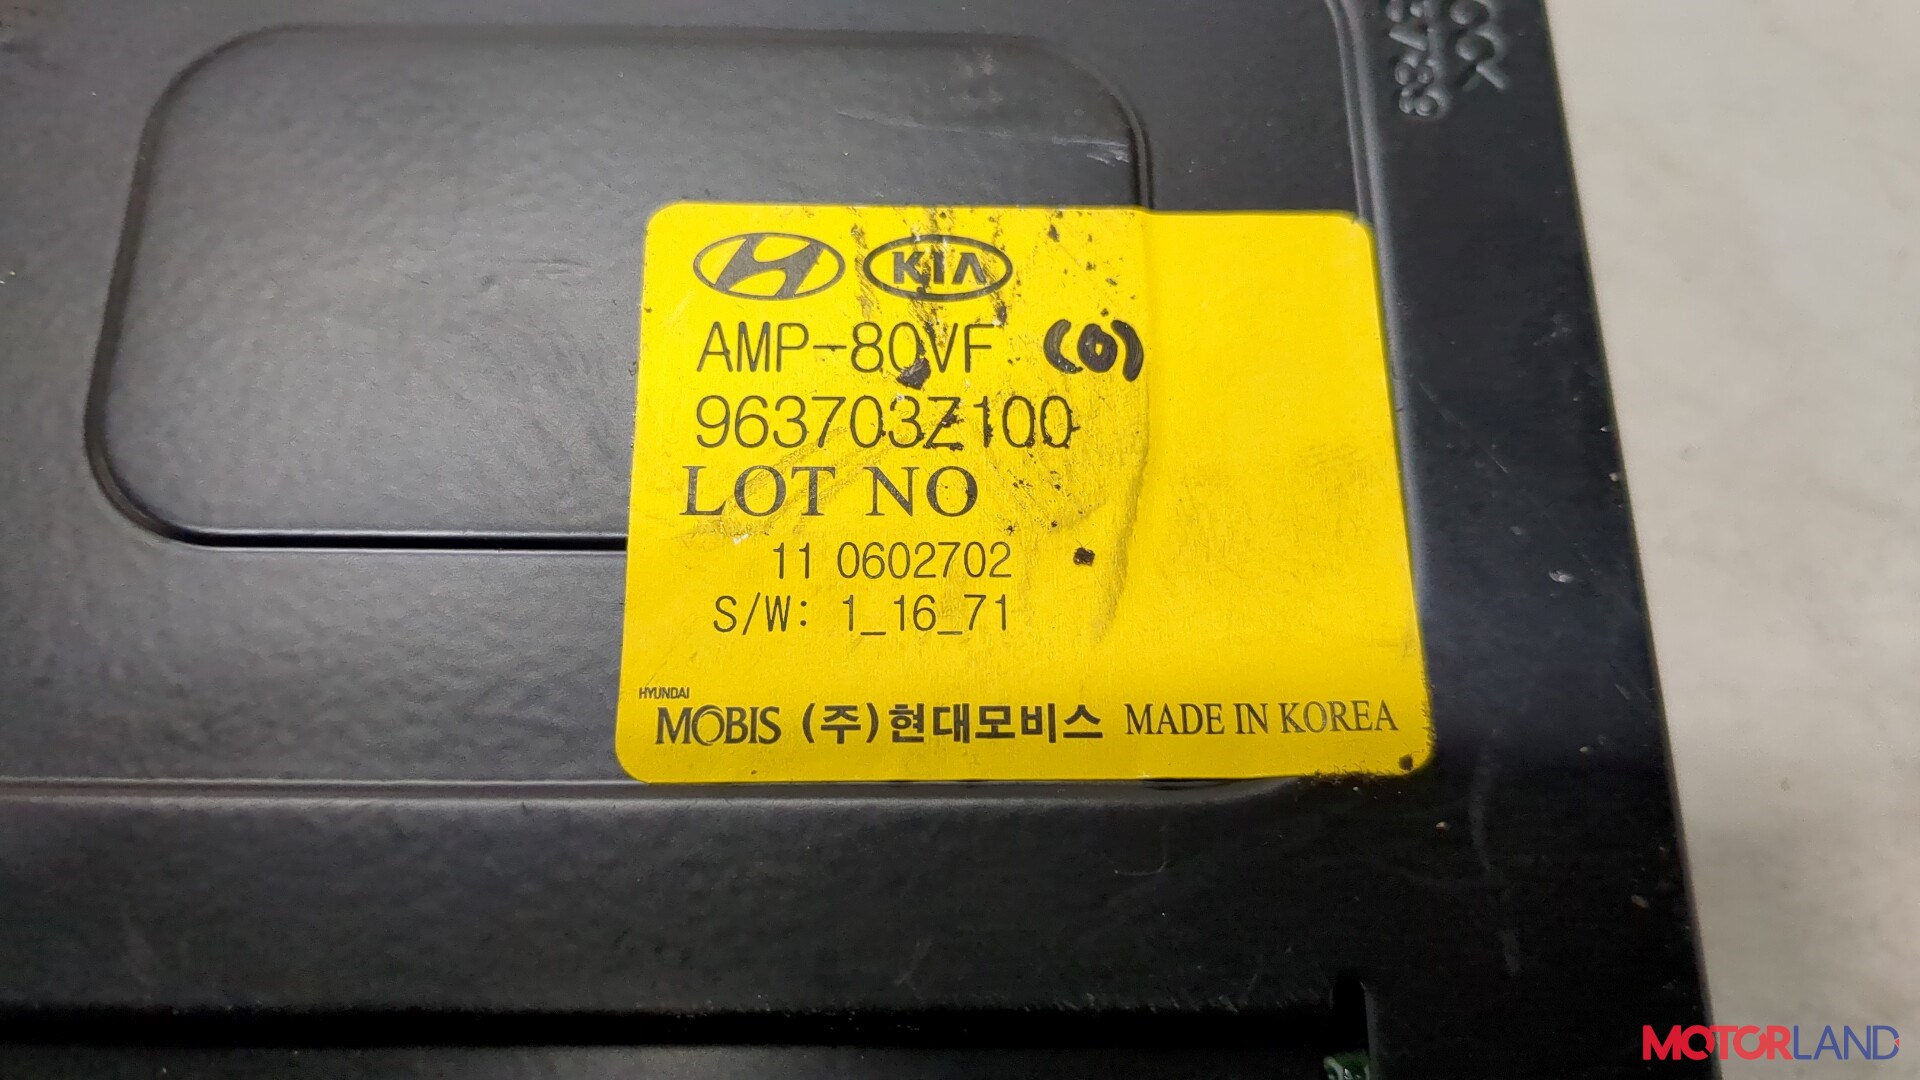 KIA
AMP-80VF (0)
963703Z100
LOT NO
11 0602702
S/W: 1_16_71
HYUNDAI
MOBIS (주)현대모비스 MADE IN KOREA
MOTORLAND